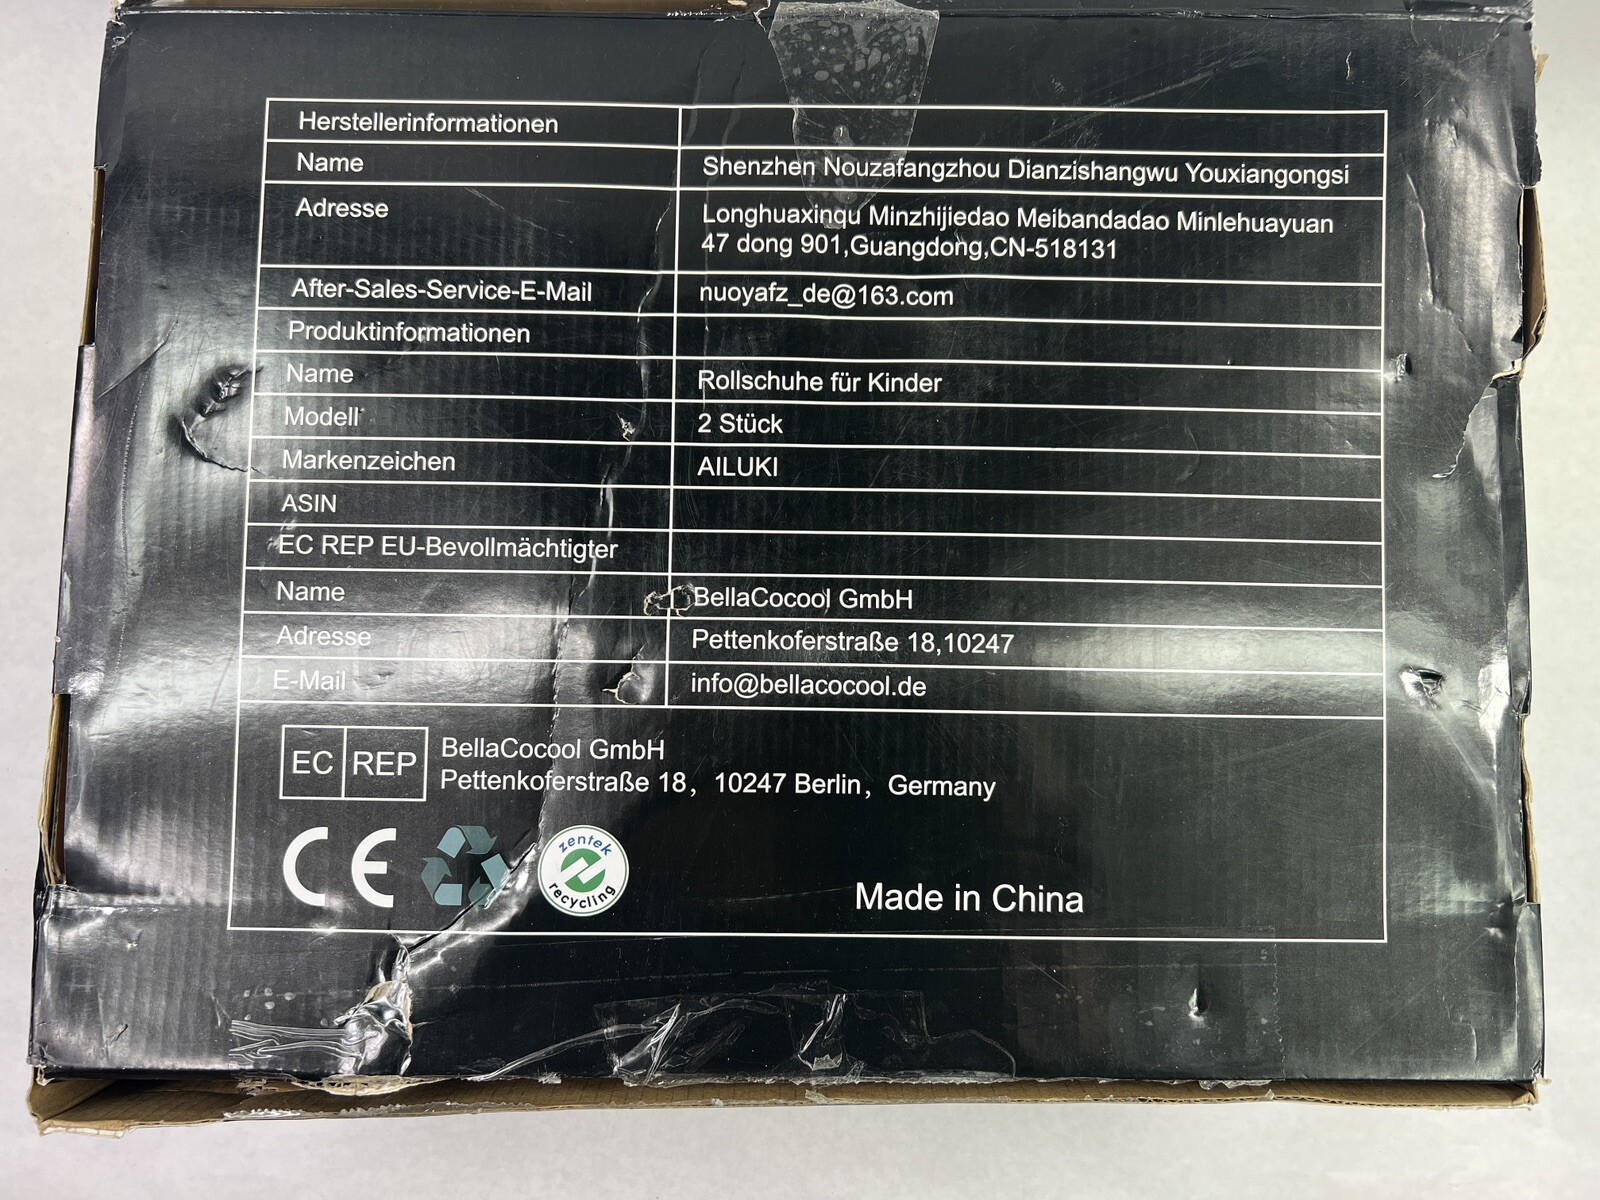 Herstellerinformationen
Name Shenzhen Nouzafangzhou Dianzishangwu Youxiangongsi
Adresse Longhuaxinqu Minzhijiedao Meibandadao Minlehuayuan
47 dong 901,Guangdong,CN-518131
After-Sales-Service-E-Mail nuoyafz_de@163.com
Produktinformationen
Name Rollschuhe für Kinder
Modell 2 Stück
Markenzeichen AILUKI
ASIN
EC REP EU-Bevollmächtigter
Name BellaCocool GmbH
Adresse Pettenkoferstraße 18,10247
E-Mail info@bellacocool.de
EC REP BellaCocool GmbH
Pettenkoferstraße 18, 10247 Berlin, Germany
CE zentek
recycling
Made in China